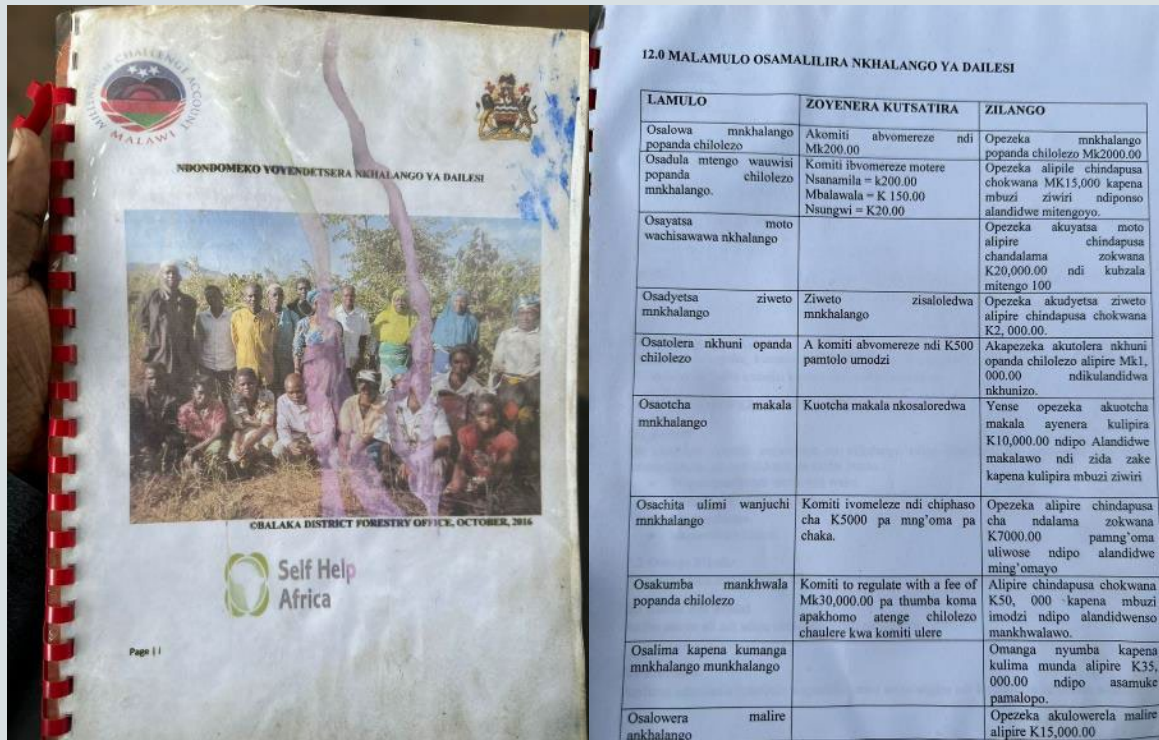 MILLENNIUM CHALLENGE ACCOUNT
MALAWI
NDONDOMEKO YOYENDETSERA NKHALANGO YA DAILESI
©BALAKA DISTRICT FORESTRY OFFICE, OCTOBER, 2016
Self Help
Africa
Page | i
12.0 MALAMULO OSAMALILIRA NKHALANGO YA DAILESI
LAMULO
ZOYENERA KUTSATIRA
ZILANGO
Osalowa mnkhalango
popanda chilolezo
Akomiti abvomereze ndi
Mk200.00
Opezeka mnkhalango
popanda chilolezo Mk2000.00
Osadula mtengo wauwisi
popanda chilolezo
mnkhalango.
Komiti ibvomereze motere
Nsanamila = k200.00
Mbalawala = K 150.00
Nsungwi = K20.00
Opezeka alipile chindapusa
chokwana MK15,000 kapena
mbuzi ziwiri ndiponso
alandidwe mitengoyo.
Osayatsa moto
wachisawawa nkhalango
Opezeka akuyatsa moto
alipire chindapusa
chandalama zokwana
K20,000.00 ndi kubzala
mitengo 100
Osadyetsa ziweto
mnkhalango
Ziweto zisaloledwa
mnkhalango
Opezeka akudyetsa ziweto
alipire chindapusa chokwana
K2, 000.00.
Osatolera nkhuni opanda
chilolezo
A komiti abvomereze ndi K500
pamtolo umodzi
Akapezeka akutolera nkhuni
opanda chilolezo alipire Mk1,
000.00 ndikulandidwa
nkhunizo.
Osaotcha makala
mnkhalango
Kuotcha makala nkosaloredwa
Yense opezeka akuotcha
makala ayenera kulipira
K10,000.00 ndipo Alandidwe
makalawo ndi zida zake
kapena kulipira mbuzi ziwiri
Osachita ulimi wanjuchi
mnkhalango
Komiti ivomeleze ndi chiphaso
cha K5000 pa mng'oma pa
chaka.
Opezeka alipire chindapusa
cha ndalama zokwana
K7000.00 pamng'oma
uliwose ndipo alandidwe
ming'omayo
Osakumba mankhwala
popanda chilolezo
Komiti to regulate with a fee of
Mk30,000.00 pa thumba koma
apakhomo atenge chilolezo
chaulere kwa komiti ulere
Alipire chindapusa chokwana
K50, 000 kapena mbuzi
imodzi ndipo alandidwenso
mankhwalawo.
Osalima kapena kumanga
mnkhalango munkhalango
Omanga nyumba kapena
kulima munda alipire K35,
000.00 ndipo asamuke
pamalopo.
Osalowera malire
ankhalango
Opezeka akulowerela malire
alipire K15,000.00